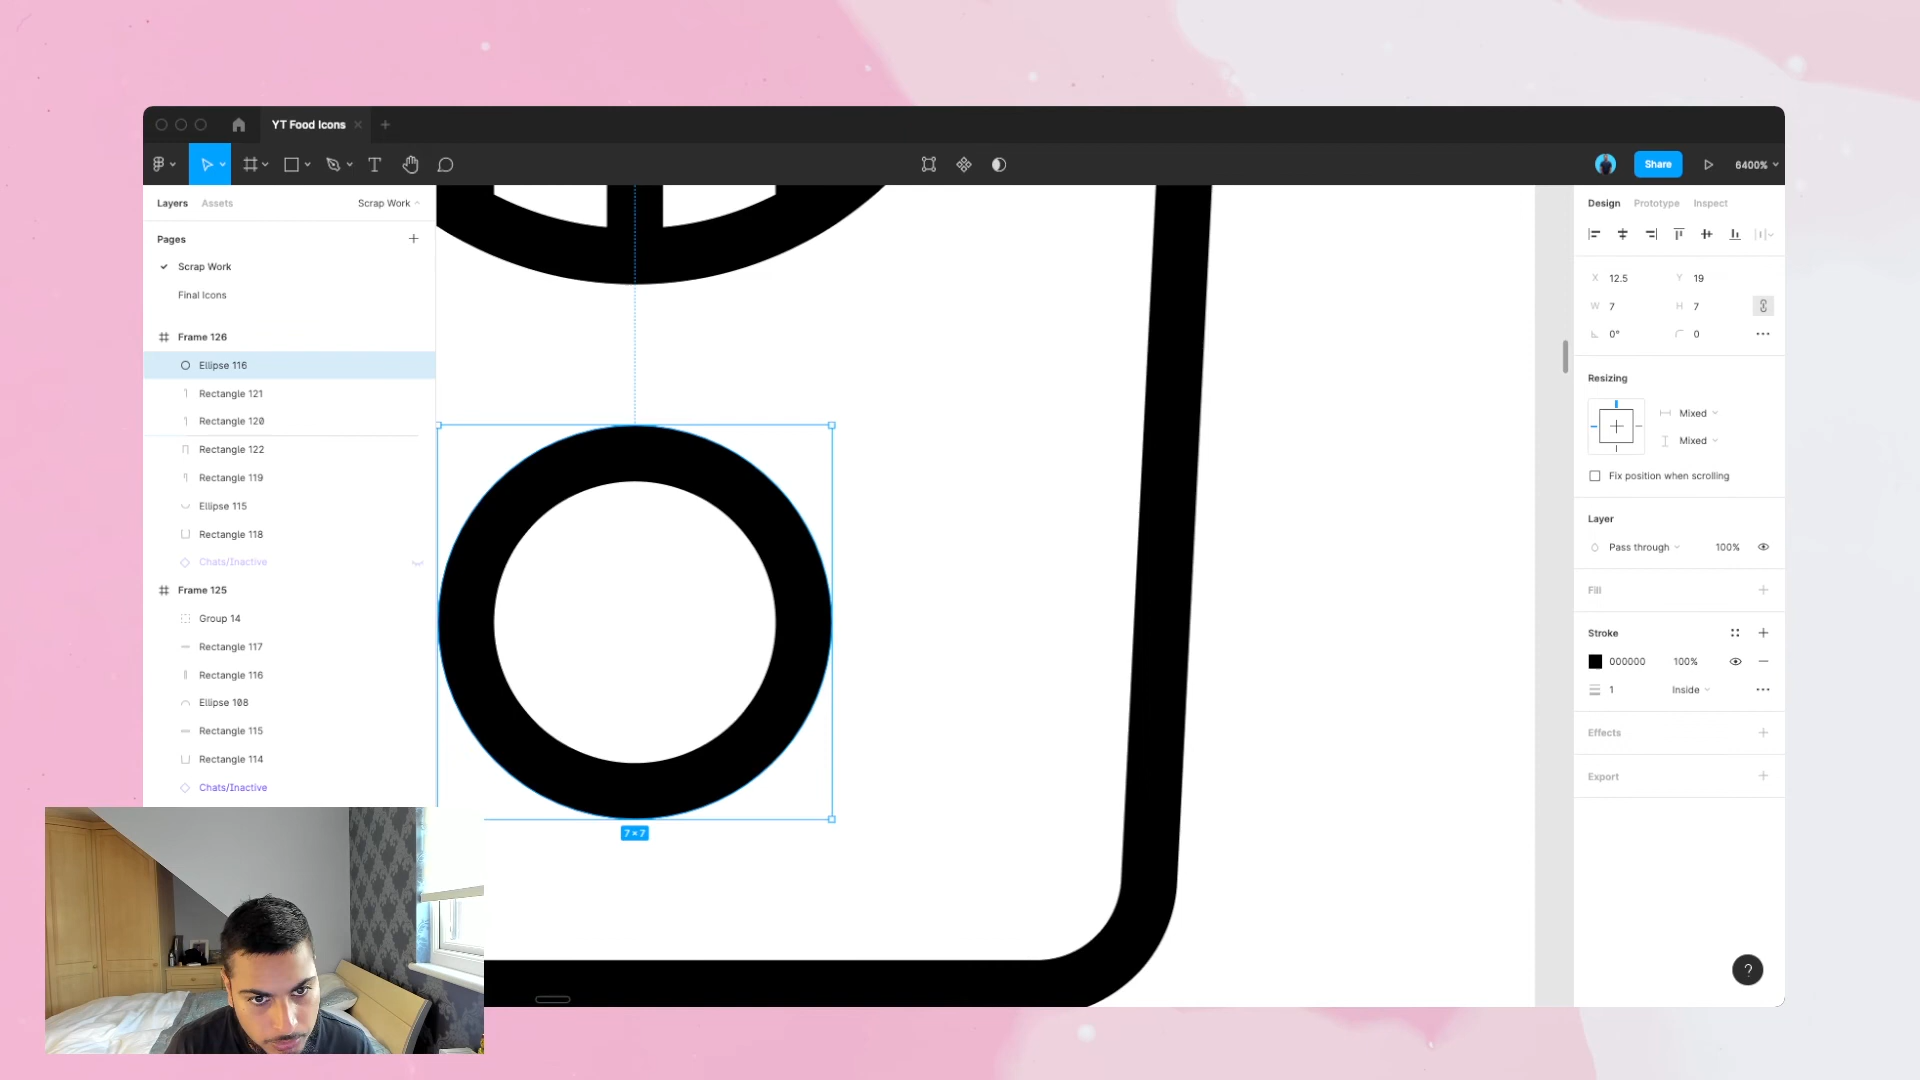 YT Food Icons
Share
6400%
Layers
Assets
Scrap Work
Pages
Scrap Work
Final Icons
Frame 126
Ellipse 116
Rectangle 121
Rectangle 120
Rectangle 122
Rectangle 119
Ellipse 115
Rectangle 118
Chats/Inactive
Frame 125
Group 14
Rectangle 117
Rectangle 116
Ellipse 108
Rectangle 115
Rectangle 114
Chats/Inactive
7 × 7
Design
Prototype
Inspect
X 12.5 Y 19
W 7 H 7
0° 0
Resizing
Mixed
Mixed
Fix position when scrolling
Layer
Pass through 100%
Fill
Stroke
000000 100%
1 Inside
Effects
Export
?